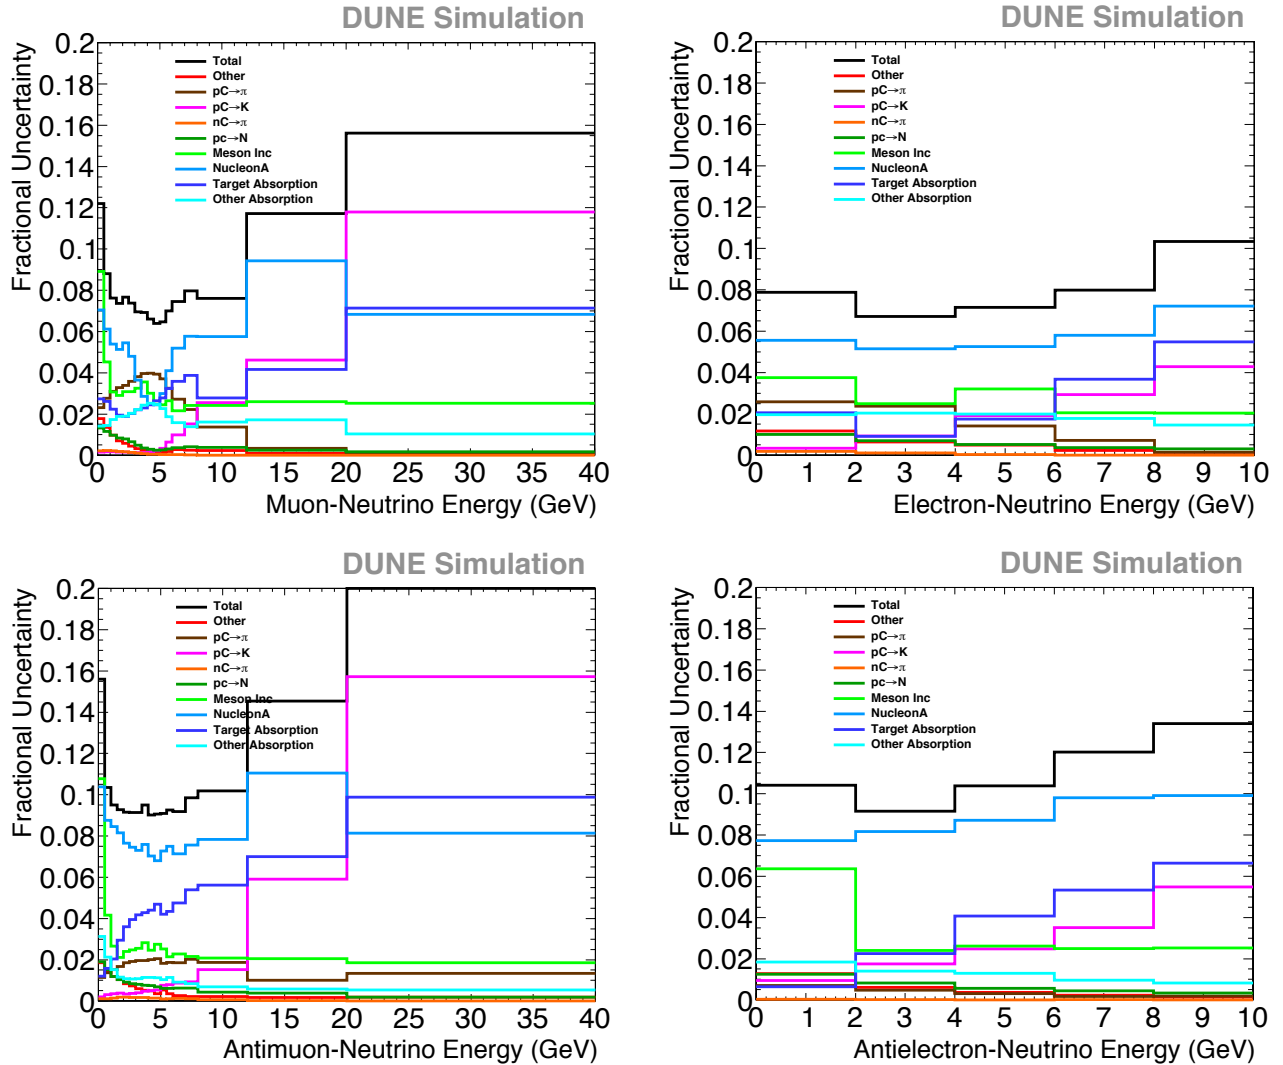 DUNE Simulation
Fractional Uncertainty
0.2
0.18
0.16
0.14
0.12
0.1
0.08
0.06
0.04
0.02
0
Total
Other
pC→π
pC→K
nC→π
pc→N
Meson Inc
NucleonA
Target Absorption
Other Absorption
0 5 10 15 20 25 30 35 40
Muon-Neutrino Energy (GeV)
DUNE Simulation
Fractional Uncertainty
0.2
0.18
0.16
0.14
0.12
0.1
0.08
0.06
0.04
0.02
0
Total
Other
pC→π
pC→K
nC→π
pc→N
Meson Inc
NucleonA
Target Absorption
Other Absorption
0 1 2 3 4 5 6 7 8 9 10
Electron-Neutrino Energy (GeV)
DUNE Simulation
Fractional Uncertainty
0.2
0.18
0.16
0.14
0.12
0.1
0.08
0.06
0.04
0.02
0
Total
Other
pC→π
pC→K
nC→π
pc→N
Meson Inc
NucleonA
Target Absorption
Other Absorption
0 5 10 15 20 25 30 35 40
Antimuon-Neutrino Energy (GeV)
DUNE Simulation
Fractional Uncertainty
0.2
0.18
0.16
0.14
0.12
0.1
0.08
0.06
0.04
0.02
0
Total
Other
pC→π
pC→K
nC→π
pc→N
Meson Inc
NucleonA
Target Absorption
Other Absorption
0 1 2 3 4 5 6 7 8 9 10
Antielectron-Neutrino Energy (GeV)